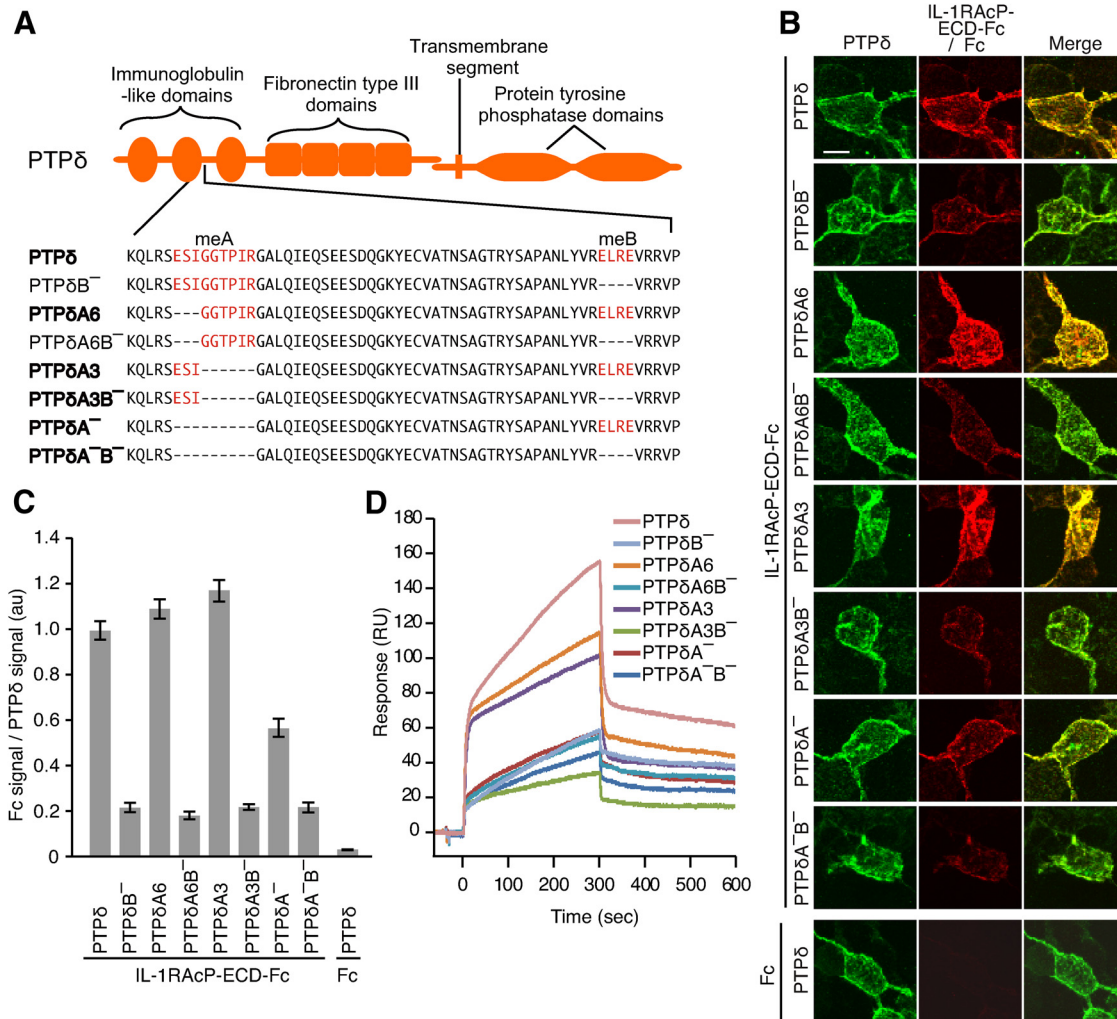 A
Immunoglobulin
-like domains
Fibronectin type III
domains
Transmembrane
segment
Protein tyrosine
phosphatase domains
PTPδ
meA
meB
PTPδ KQLRSESIGGTPIRGALQIEQSEESDQGKYECVATNSAGTRYSAPANLYVRELREVRRVP
PTPδB⁻ KQLRSESIGGTPIRGALQIEQSEESDQGKYECVATNSAGTRYSAPANLYVR----VRRVP
PTPδA6 KQLRS---GGTPIRGALQIEQSEESDQGKYECVATNSAGTRYSAPANLYVRELREVRRVP
PTPδA6B⁻ KQLRS---GGTPIRGALQIEQSEESDQGKYECVATNSAGTRYSAPANLYVR----VRRVP
PTPδA3 KQLRSESI------GALQIEQSEESDQGKYECVATNSAGTRYSAPANLYVRELREVRRVP
PTPδA3B⁻ KQLRSESI------GALQIEQSEESDQGKYECVATNSAGTRYSAPANLYVR----VRRVP
PTPδA⁻ KQLRS---------GALQIEQSEESDQGKYECVATNSAGTRYSAPANLYVRELREVRRVP
PTPδA⁻B⁻ KQLRS---------GALQIEQSEESDQGKYECVATNSAGTRYSAPANLYVR----VRRVP
B
PTPδ
IL-1RAcP-
ECD-Fc
/ Fc
Merge
IL-1RAcP-ECD-Fc
PTPδ
PTPδB⁻
PTPδA6
PTPδA6B⁻
PTPδA3
PTPδA3B⁻
PTPδA⁻
PTPδA⁻B⁻
Fc
PTPδ
C
Fc signal / PTPδ signal (au)
1.4
1.2
1.0
0.8
0.6
0.4
0.2
0
PTPδ
PTPδB⁻
PTPδA6
PTPδA6B⁻
PTPδA3
PTPδA3B⁻
PTPδA⁻
PTPδA⁻B⁻
PTPδ
IL-1RAcP-ECD-Fc
Fc
D
Response (RU)
180
160
140
120
100
80
60
40
20
0
PTPδ
PTPδB⁻
PTPδA6
PTPδA6B⁻
PTPδA3
PTPδA3B⁻
PTPδA⁻
PTPδA⁻B⁻
0 100 200 300 400 500 600
Time (sec)